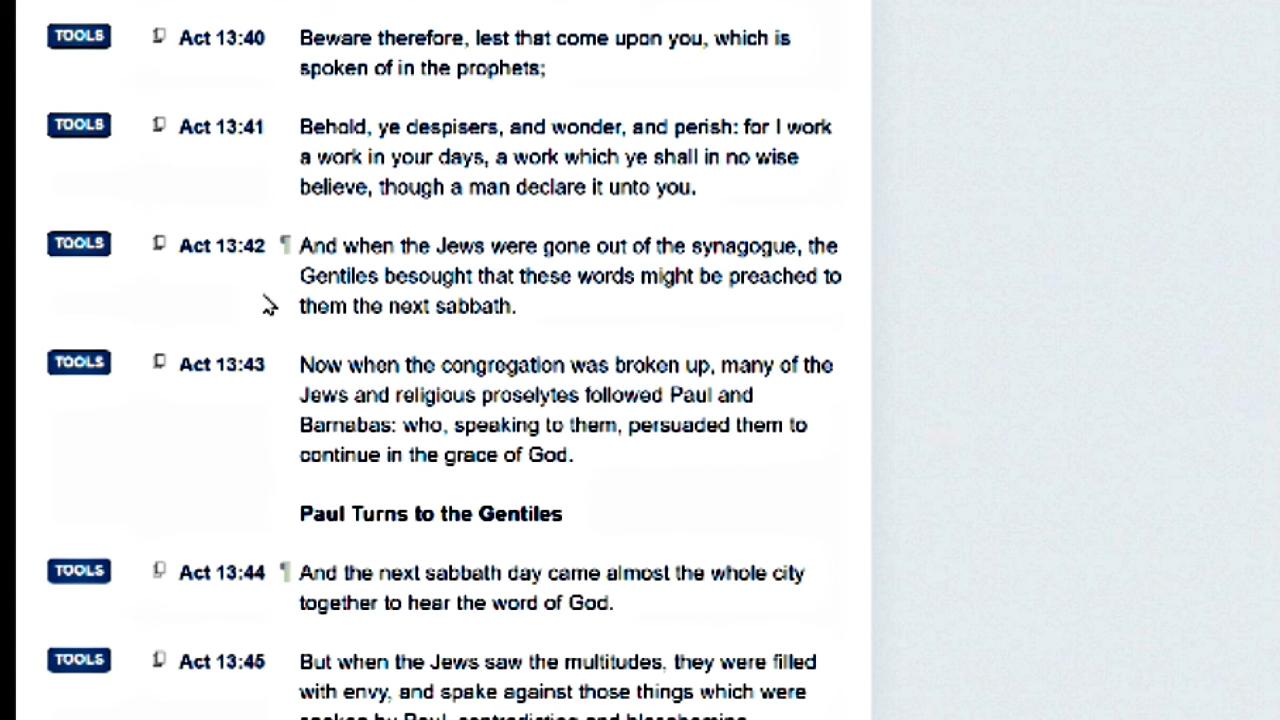 TOOLS Act 13:40 Beware therefore, lest that come upon you, which is
spoken of in the prophets;
TOOLS Act 13:41 Behold, ye despisers, and wonder, and perish: for I work
a work in your days, a work which ye shall in no wise
believe, though a man declare it unto you.
TOOLS Act 13:42 ¶ And when the Jews were gone out of the synagogue, the
Gentiles besought that these words might be preached to
them the next sabbath.
TOOLS Act 13:43 Now when the congregation was broken up, many of the
Jews and religious proselytes followed Paul and
Barnabas: who, speaking to them, persuaded them to
continue in the grace of God.
Paul Turns to the Gentiles
TOOLS Act 13:44 ¶ And the next sabbath day came almost the whole city
together to hear the word of God.
TOOLS Act 13:45 But when the Jews saw the multitudes, they were filled
with envy, and spake against those things which were
spoken by Paul, contradicting and blaspheming.